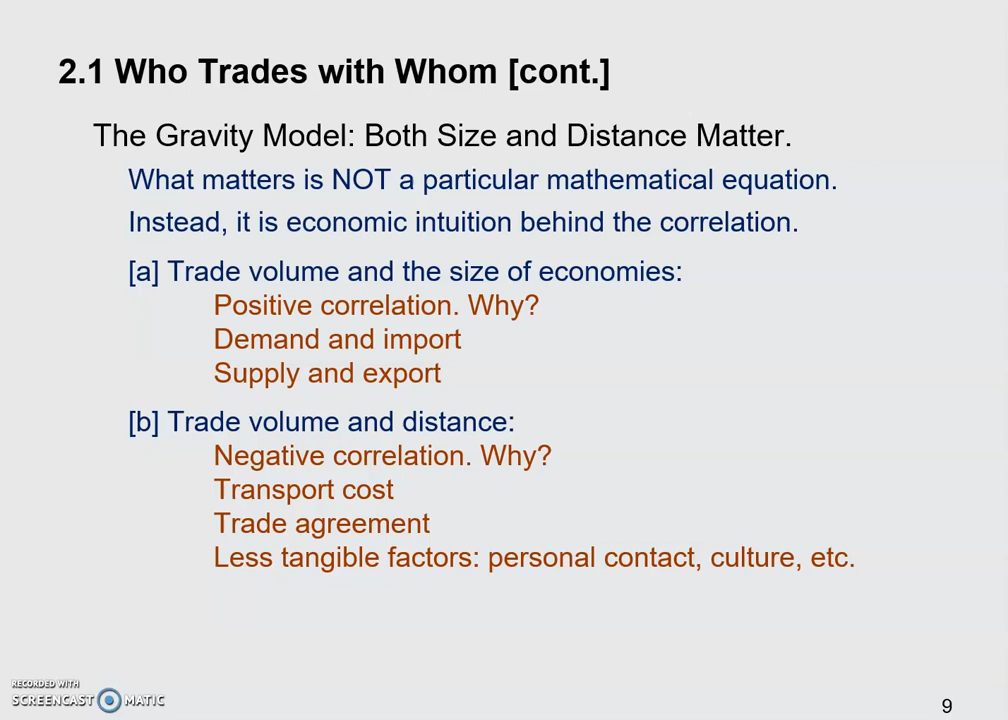 2.1 Who Trades with Whom [cont.]
The Gravity Model: Both Size and Distance Matter.
What matters is NOT a particular mathematical equation.
Instead, it is economic intuition behind the correlation.
[a] Trade volume and the size of economies:
Positive correlation. Why?
Demand and import
Supply and export
[b] Trade volume and distance:
Negative correlation. Why?
Transport cost
Trade agreement
Less tangible factors: personal contact, culture, etc.
RECORDED WITH
SCREENCAST MATIC
9